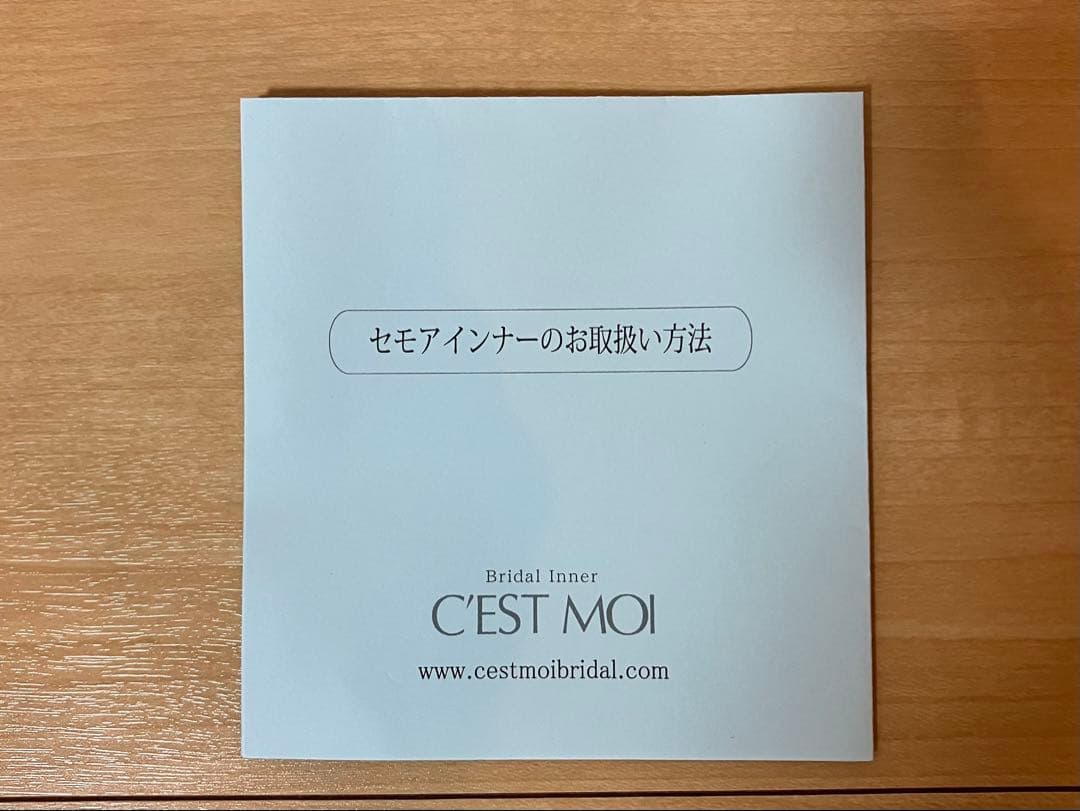 セモアインナーのお取扱い方法
Bridal Inner
C'EST MOI
www.cestmoibridal.com